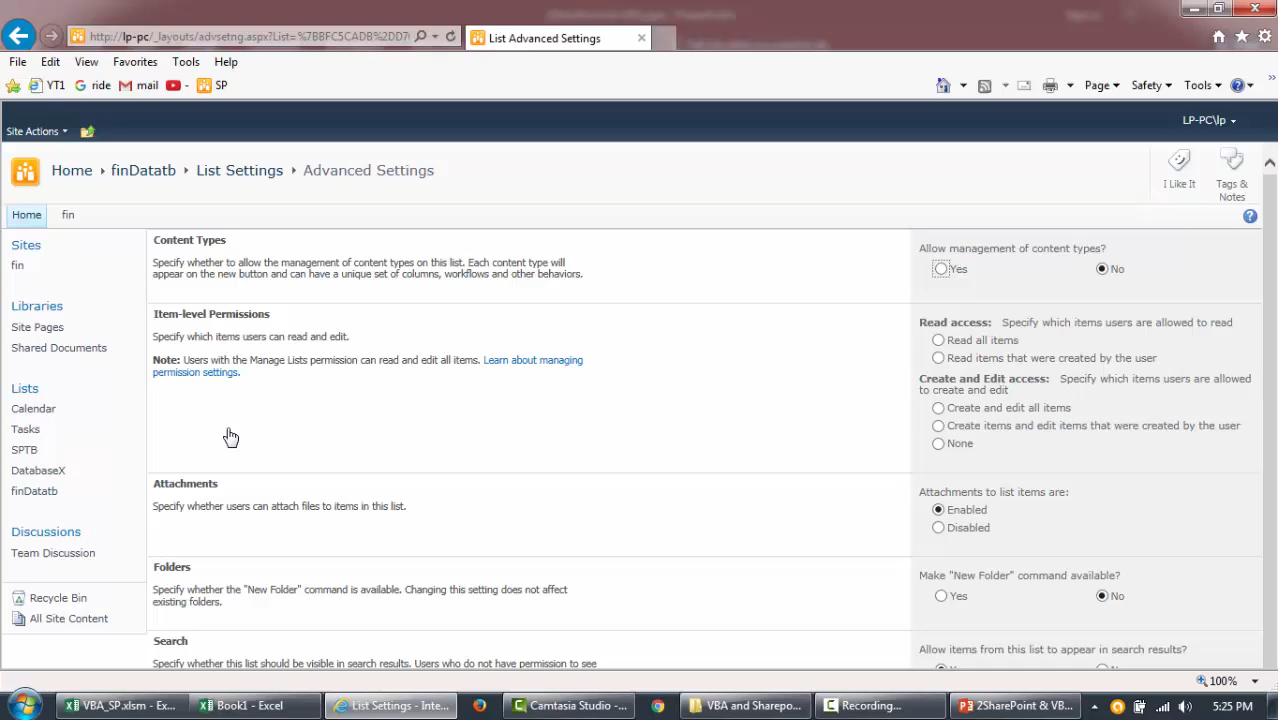 http://lp-pc/_layouts/advsetng.aspx?List=%7BBFC5CADB%2DD7
List Advanced Settings
File Edit View Favorites Tools Help
YT1 ride mail SP
Page Safety Tools
Site Actions
LP-PC\lp
Home finDatatb List Settings Advanced Settings
I Like It
Tags &
Notes
Home fin
Sites
fin
Libraries
Site Pages
Shared Documents
Lists
Calendar
Tasks
SPTB
DatabaseX
finDatatb
Discussions
Team Discussion
Recycle Bin
All Site Content
Content Types
Specify whether to allow the management of content types on this list. Each content type will
appear on the new button and can have a unique set of columns, workflows and other behaviors.
Allow management of content types?
Yes No
Item-level Permissions
Specify which items users can read and edit.
Note: Users with the Manage Lists permission can read and edit all items. Learn about managing
permission settings.
Read access: Specify which items users are allowed to read
Read all items
Read items that were created by the user
Create and Edit access: Specify which items users are allowed
to create and edit
Create and edit all items
Create items and edit items that were created by the user
None
Attachments
Specify whether users can attach files to items in this list.
Attachments to list items are:
Enabled
Disabled
Folders
Specify whether the "New Folder" command is available. Changing this setting does not affect
existing folders.
Make "New Folder" command available?
Yes No
Search
Specify whether this list should be visible in search results. Users who do not have permission to see
Allow items from this list to appear in search results?
100%
VBA_SP.xlsm - Ex... Book1 - Excel List Settings - Inte... Camtasia Studio -... VBA and Sharepo... Recording... 2SharePoint & VB... 5:25 PM